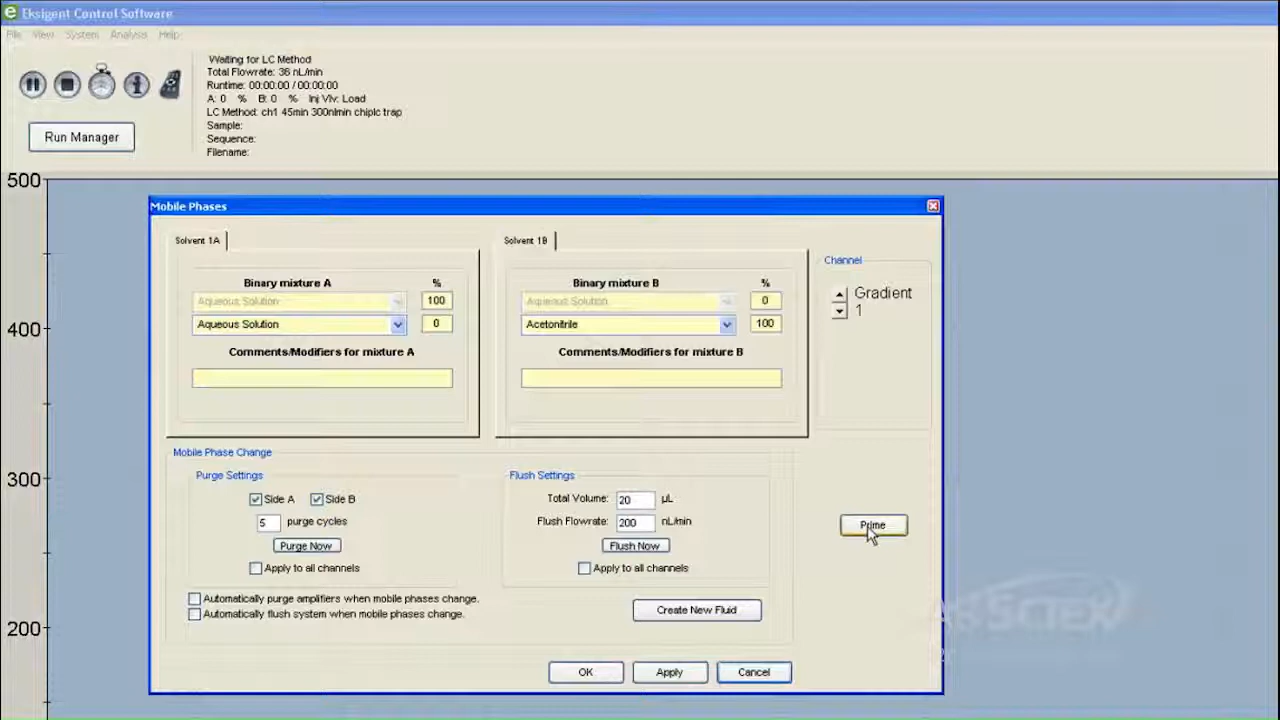 Eksigent Control Software
File View System Analysis Help
Waiting for LC Method
Total Flowrate: 36 nL/min
Runtime: 00:00:00 / 00:00:00
A: 0 % B: 0 % Inj Vlv: Load
LC Method: ch1 45min 300nlmin chiplc trap
Sample:
Sequence:
Filename:
Run Manager
500
400
300
200
Mobile Phases
Solvent 1A
Binary mixture A %
Aqueous Solution 100
Aqueous Solution 0
Comments/Modifiers for mixture A
Solvent 1B
Binary mixture B %
Aqueous Solution 0
Acetonitrile 100
Comments/Modifiers for mixture B
Channel
Gradient
1
Mobile Phase Change
Purge Settings
Side A Side B
5 purge cycles
Purge Now
Apply to all channels
Flush Settings
Total Volume: 20 µL
Flush Flowrate: 200 nL/min
Flush Now
Apply to all channels
Prime
Automatically purge amplifiers when mobile phases change.
Automatically flush system when mobile phases change.
Create New Fluid
OK Apply Cancel
AB SCIEX